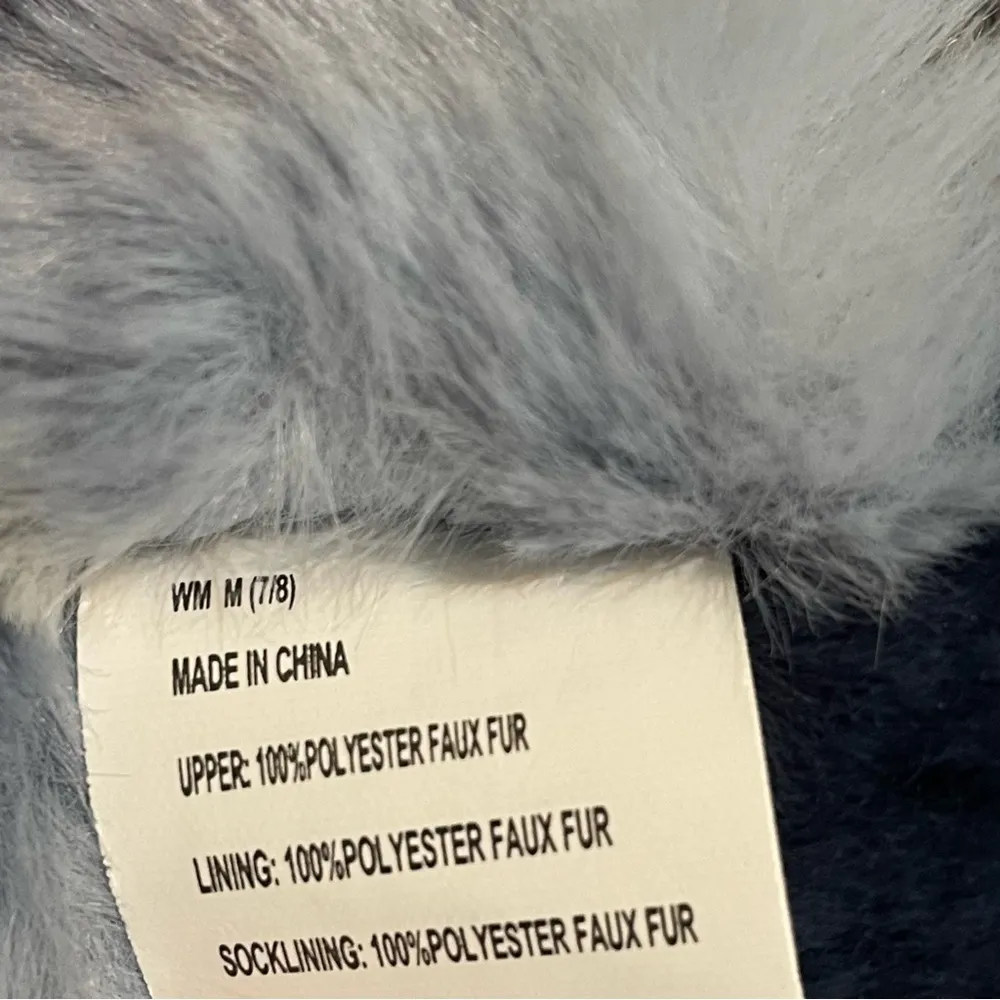 WM M (7/8)
MADE IN CHINA
UPPER: 100%POLYESTER FAUX FUR
LINING: 100%POLYESTER FAUX FUR
SOCKLINING: 100%POLYESTER FAUX FUR